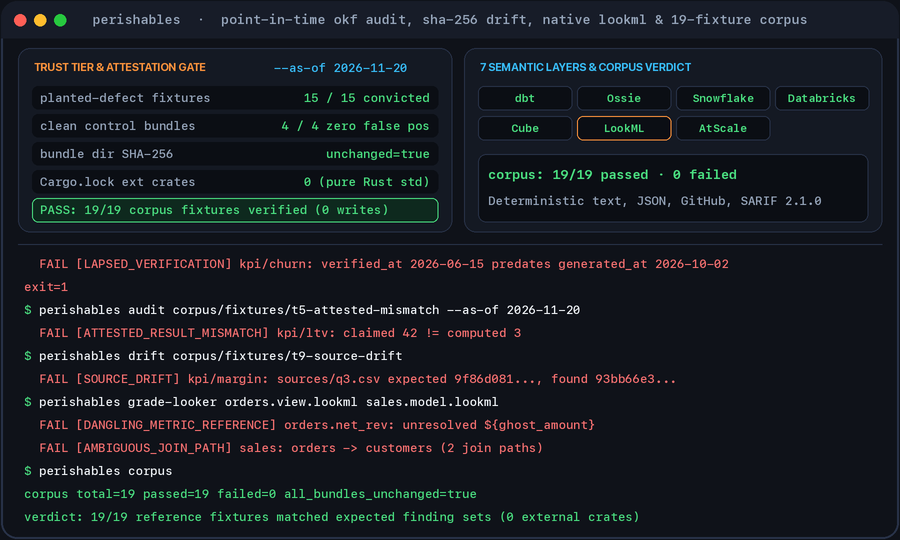 perishables · point-in-time okf audit, sha-256 drift, native lookml & 19-fixture corpus
TRUST TIER & ATTESTATION GATE --as-of 2026-11-20
planted-defect fixtures 15 / 15 convicted
clean control bundles 4 / 4 zero false pos
bundle dir SHA-256 unchanged=true
Cargo.lock ext crates 0 (pure Rust std)
PASS: 19/19 corpus fixtures verified (0 writes)
7 SEMANTIC LAYERS & CORPUS VERDICT
dbt Ossie Snowflake Databricks
Cube LookML AtScale
corpus: 19/19 passed · 0 failed
Deterministic text, JSON, GitHub, SARIF 2.1.0
FAIL [LAPSED_VERIFICATION] kpi/churn: verified_at 2026-06-15 predates generated_at 2026-10-02
exit=1
$ perishables audit corpus/fixtures/t5-attested-mismatch --as-of 2026-11-20
FAIL [ATTESTED_RESULT_MISMATCH] kpi/ltv: claimed 42 != computed 3
$ perishables drift corpus/fixtures/t9-source-drift
FAIL [SOURCE_DRIFT] kpi/margin: sources/q3.csv expected 9f86d081..., found 93bb66e3...
$ perishables grade-looker orders.view.lookml sales.model.lookml
FAIL [DANGLING_METRIC_REFERENCE] orders.net_rev: unresolved ${ghost_amount}
FAIL [AMBIGUOUS_JOIN_PATH] sales: orders -> customers (2 join paths)
$ perishables corpus
corpus total=19 passed=19 failed=0 all_bundles_unchanged=true
verdict: 19/19 reference fixtures matched expected finding sets (0 external crates)